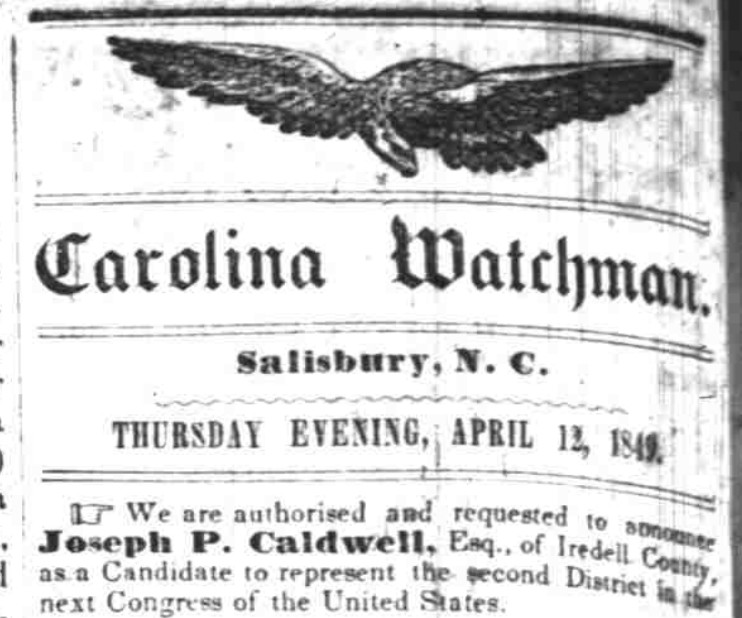 Carolina Watchman.
Salisbury, N. C.
THURSDAY EVENING, APRIL 12, 1849.
☞ We are authorised and requested to announce
Joseph P. Caldwell, Esq., of Iredell County,
as a Candidate to represent the second District in the
next Congress of the United States.